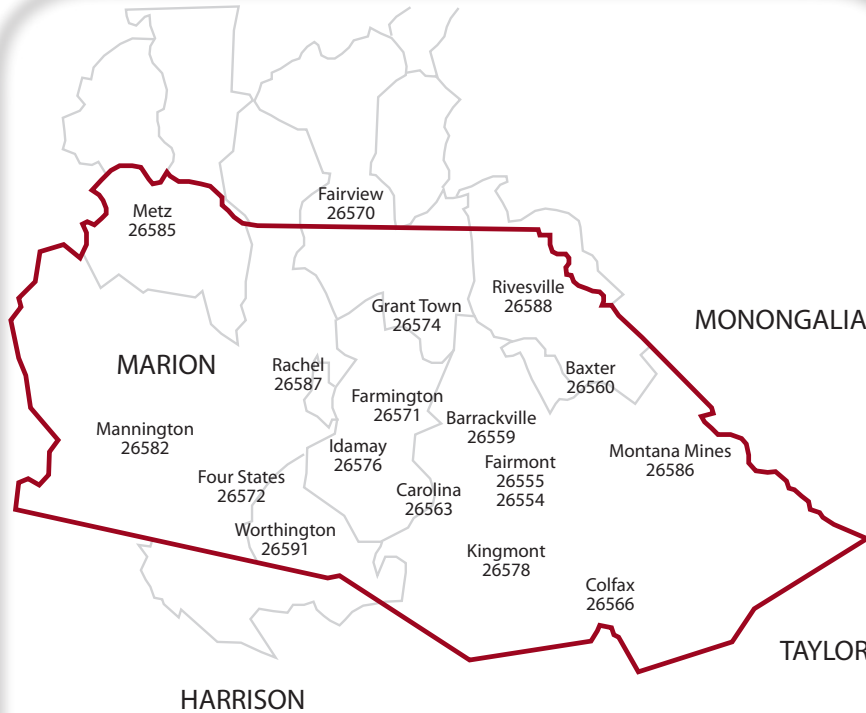 Fairview
26570
Metz
26585
Rivesville
26588
Grant Town
26574
MONONGALIA
MARION
Rachel
26587
Baxter
26560
Farmington
26571
Barrackville
26559
Mannington
26582
Idamay
26576
Montana Mines
26586
Fairmont
26555
26554
Four States
26572
Carolina
26563
Worthington
26591
Kingmont
26578
Colfax
26566
TAYLOR
HARRISON